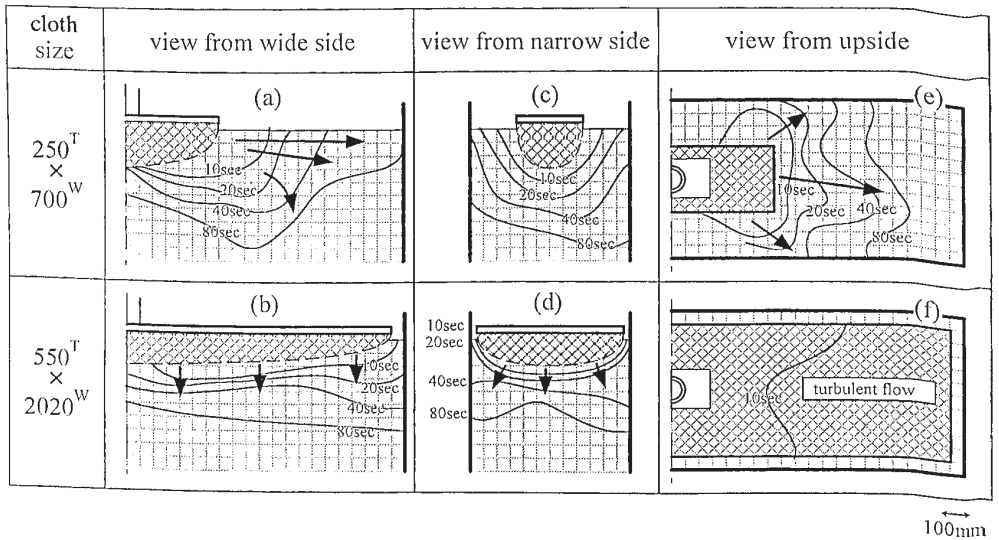 cloth
size
view from wide side
view from narrow side
view from upside
250ᵀ
×
700ᵂ
(a)
10sec
20sec
40sec
80sec
(c)
10sec
20sec
40sec
80sec
(e)
10sec
20sec
40sec
80sec
550ᵀ
×
2020ᵂ
(b)
10sec
20sec
40sec
80sec
(d)
10sec
20sec
40sec
80sec
(f)
10sec
turbulent flow
100mm